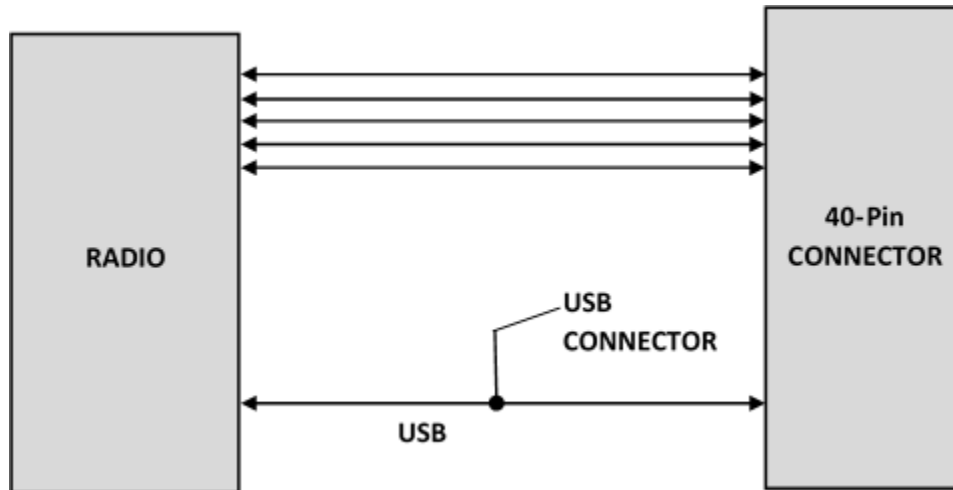 RADIO
40-Pin
CONNECTOR
USB
CONNECTOR
USB